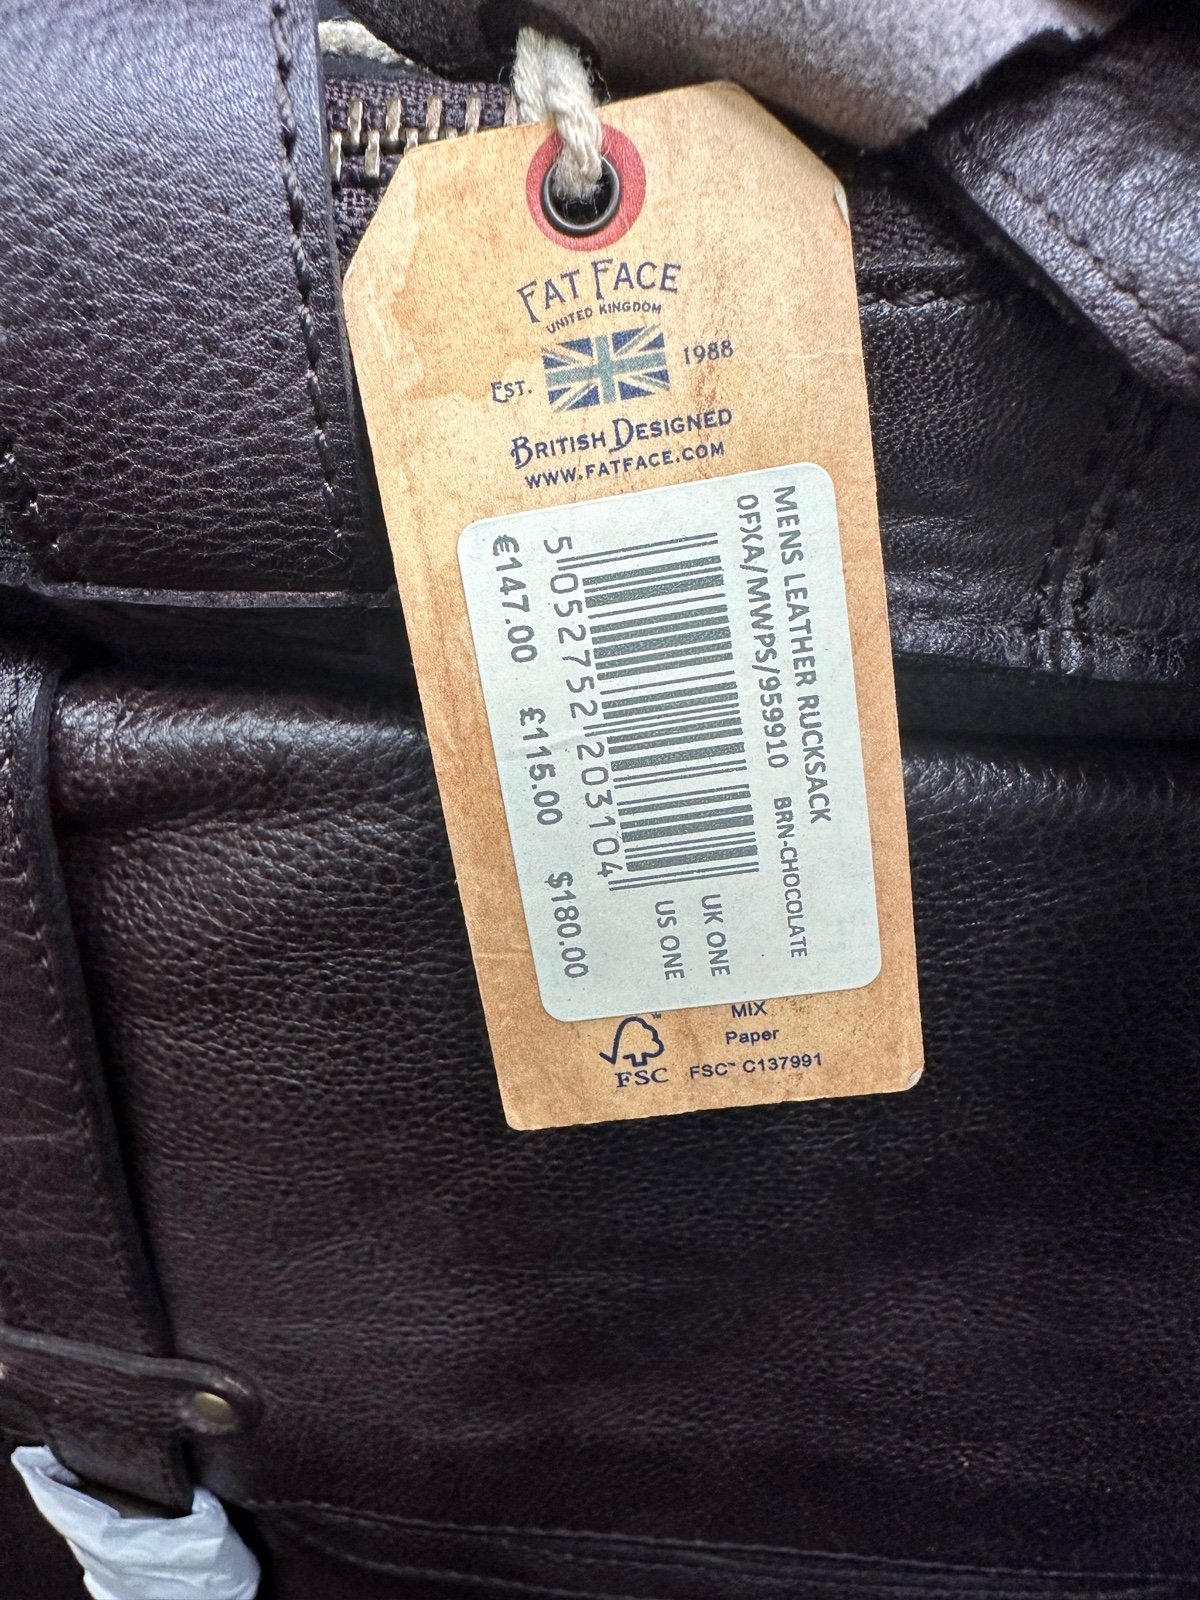 FAT FACE
UNITED KINGDOM
EST. 1988
BRITISH DESIGNED
WWW.FATFACE.COM
MENS LEATHER RUCKSACK
0FXA/MWPS/959910 BRN-CHOCOLATE
UK ONE
US ONE
5 052752 203104
€147.00 £115.00 $180.00
MIX
Paper
FSC FSC™ C137991